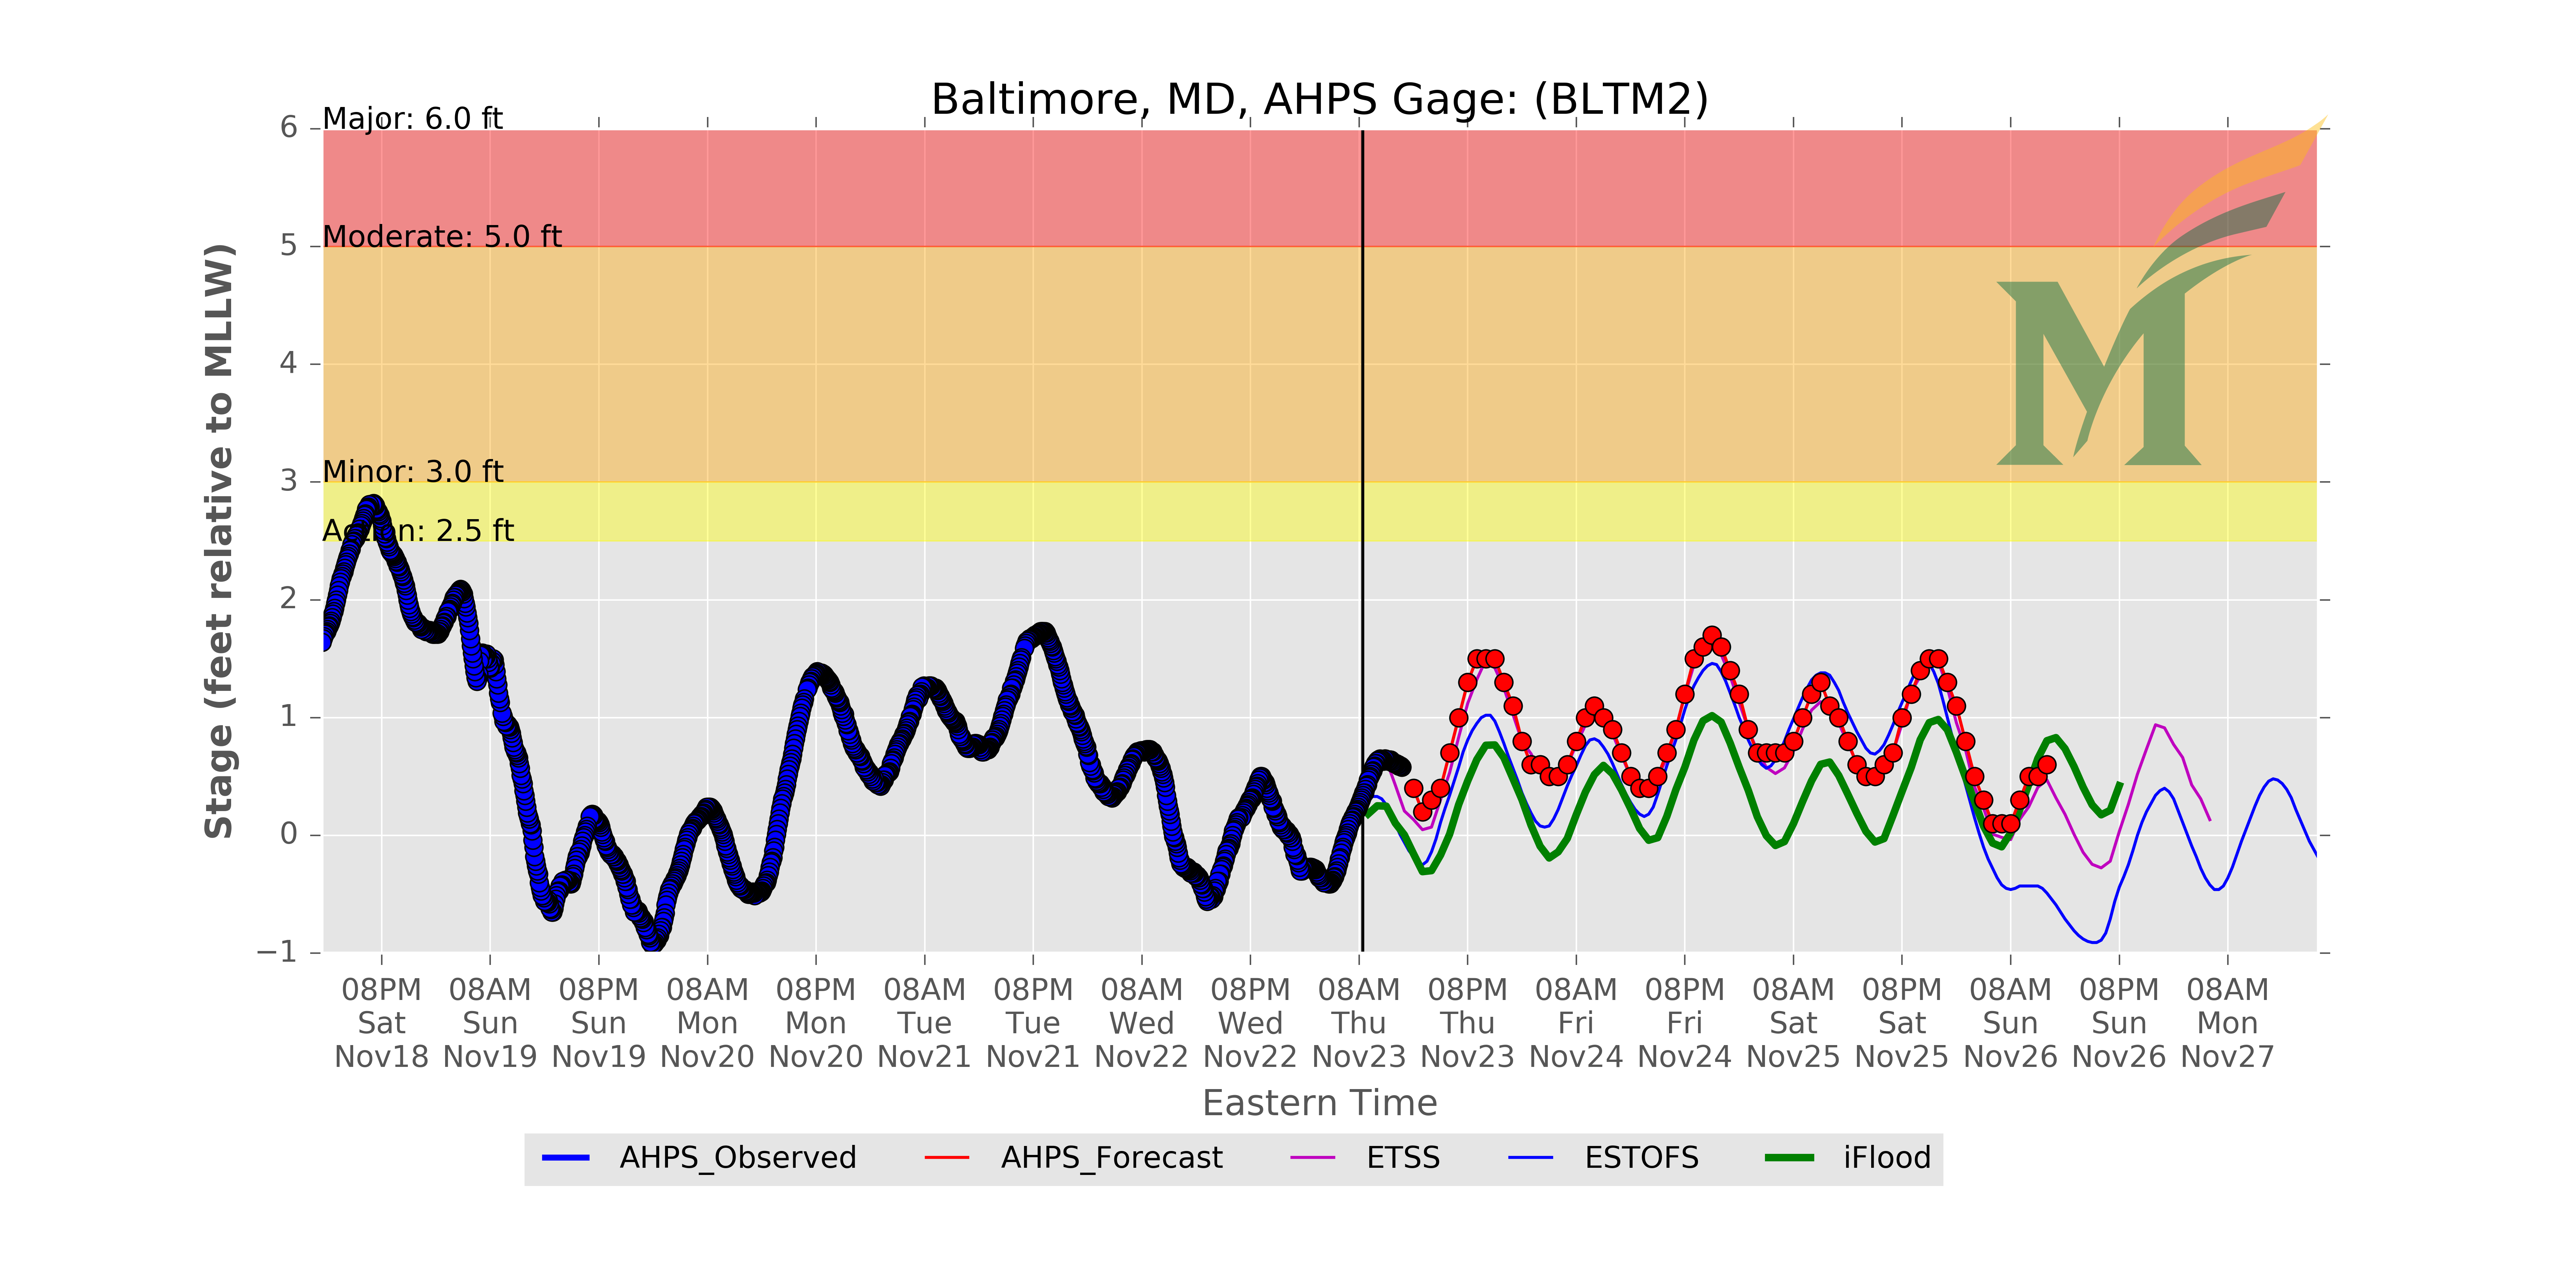 Baltimore, MD, AHPS Gage: (BLTM2)
Major: 6.0 ft
Moderate: 5.0 ft
Minor: 3.0 ft
Action: 2.5 ft
6
5
4
3
2
1
0
−1
Stage (feet relative to MLLW)
08PM 08AM 08PM 08AM 08PM 08AM 08PM 08AM 08PM 08AM 08PM 08AM 08PM 08AM 08PM 08AM 08PM 08AM
Sat Sun Sun Mon Mon Tue Tue Wed Wed Thu Thu Fri Fri Sat Sat Sun Sun Mon
Nov18 Nov19 Nov19 Nov20 Nov20 Nov21 Nov21 Nov22 Nov22 Nov23 Nov23 Nov24 Nov24 Nov25 Nov25 Nov26 Nov26 Nov27
Eastern Time
AHPS_Observed AHPS_Forecast ETSS ESTOFS iFlood
M